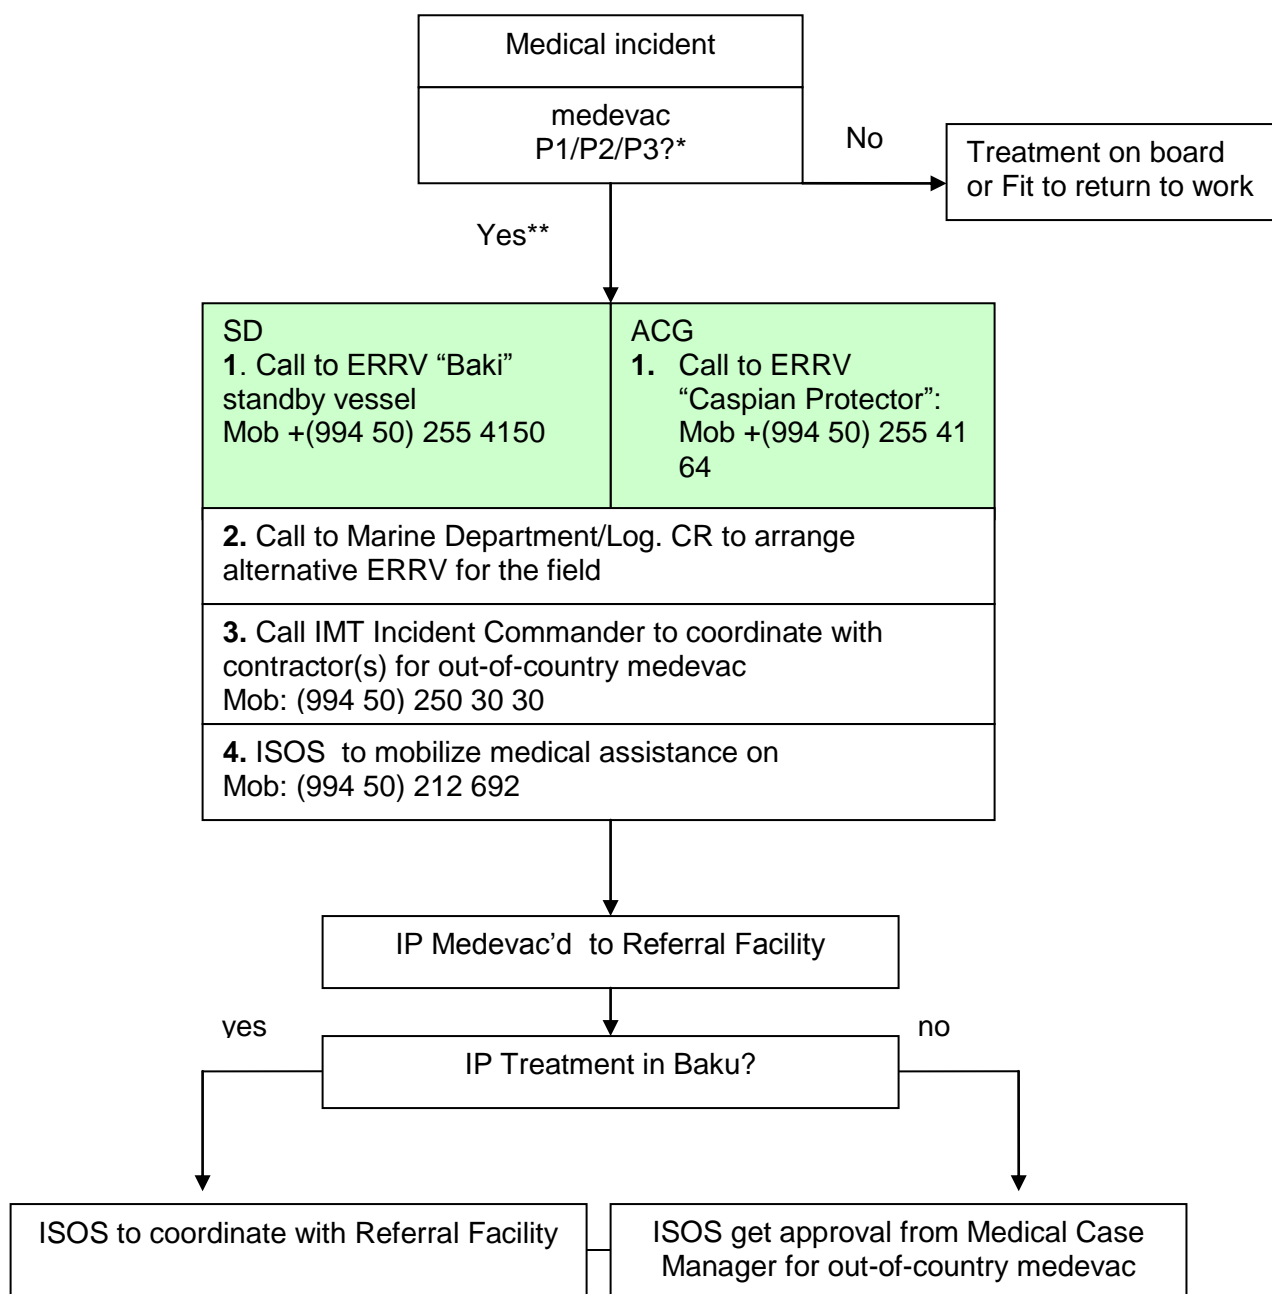 Medical incident
medevac
P1/P2/P3?*
No
Treatment on board
or Fit to return to work
Yes**
SD
1. Call to ERRV “Baki”
standby vessel
Mob +(994 50) 255 4150
ACG
1. Call to ERRV
“Caspian Protector”:
Mob +(994 50) 255 41
64
2. Call to Marine Department/Log. CR to arrange
alternative ERRV for the field
3. Call IMT Incident Commander to coordinate with
contractor(s) for out-of-country medevac
Mob: (994 50) 250 30 30
4. ISOS to mobilize medical assistance on
Mob: (994 50) 212 692
IP Medevac’d to Referral Facility
yes
no
IP Treatment in Baku?
ISOS to coordinate with Referral Facility
ISOS get approval from Medical Case
Manager for out-of-country medevac